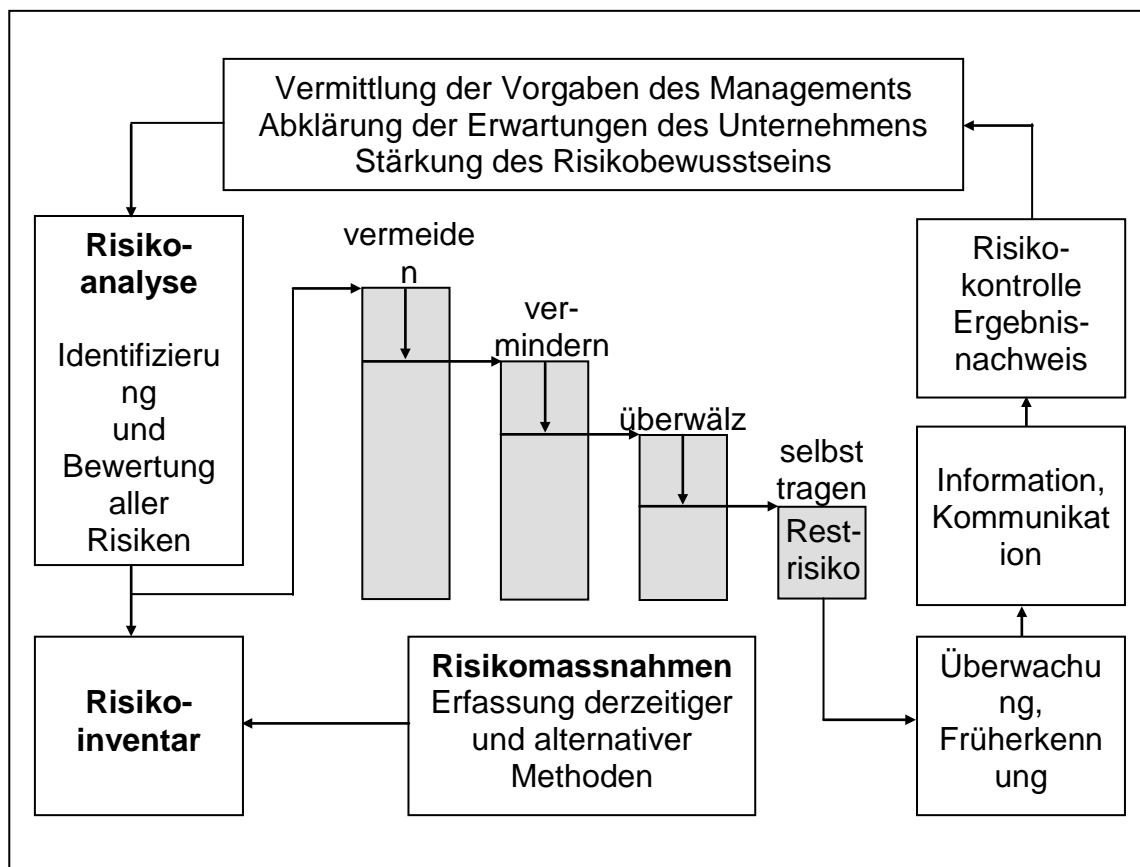 Vermittlung der Vorgaben des Managements
Abklärung der Erwartungen des Unternehmens
Stärkung des Risikobewusstseins
Risiko-
analyse
Identifizieru
ng
und
Bewertung
aller
Risiken
vermeide
n
ver-
mindern
überwälz
selbst
tragen
Rest-
risiko
Risiko-
kontrolle
Ergebnis-
nachweis
Information,
Kommunikat
ion
Überwachu
ng,
Früherkenn
nung
Risikomassnahmen
Erfassung derzeitiger
und alternativer
Methoden
Risiko-
inventar